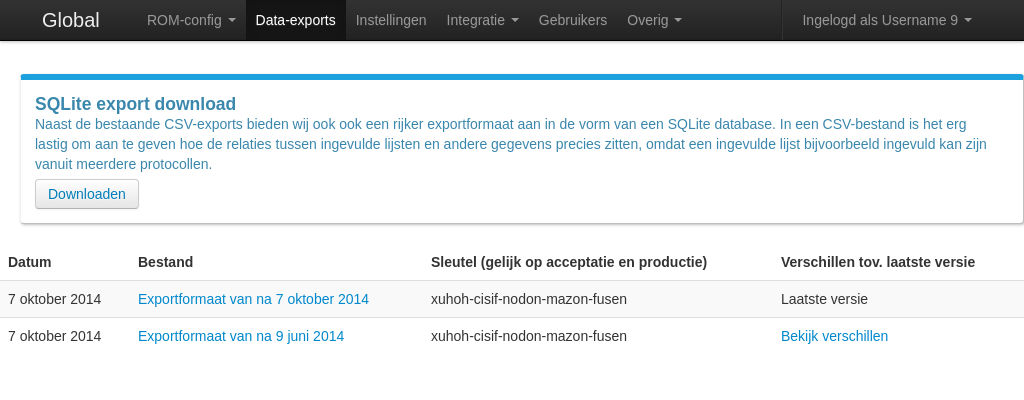 Global ROM-config Data-exports Instellingen Integratie Gebruikers Overig Ingelogd als Username 9
SQLite export download
Naast de bestaande CSV-exports bieden wij ook ook een rijker exportformaat aan in de vorm van een SQLite database. In een CSV-bestand is het erg
lastig om aan te geven hoe de relaties tussen ingevulde lijsten en andere gegevens precies zitten, omdat een ingevulde lijst bijvoorbeeld ingevuld kan zijn
vanuit meerdere protocollen.
Downloaden
Datum Bestand Sleutel (gelijk op acceptatie en productie) Verschillen tov. laatste versie
7 oktober 2014 Exportformaat van na 7 oktober 2014 xuhoh-cisif-nodon-mazon-fusen Laatste versie
7 oktober 2014 Exportformaat van na 9 juni 2014 xuhoh-cisif-nodon-mazon-fusen Bekijk verschillen